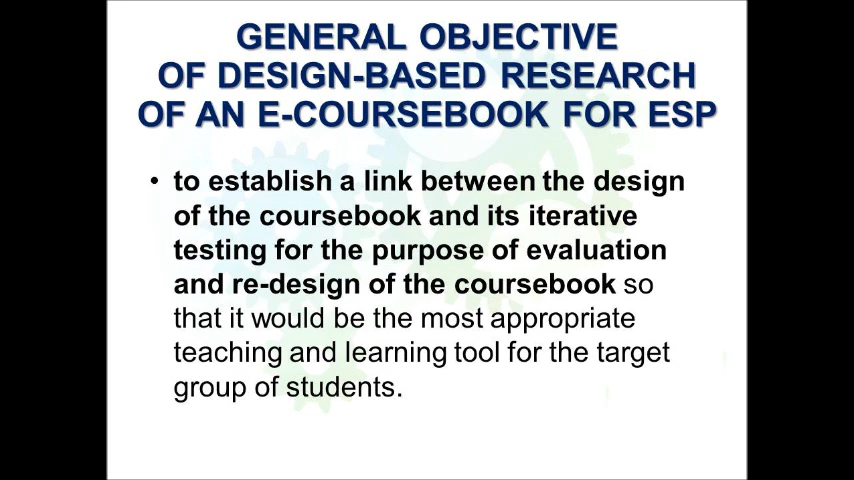 GENERAL OBJECTIVE
OF DESIGN-BASED RESEARCH
OF AN E-COURSEBOOK FOR ESP
• to establish a link between the design
of the coursebook and its iterative
testing for the purpose of evaluation
and re-design of the coursebook so
that it would be the most appropriate
teaching and learning tool for the target
group of students.